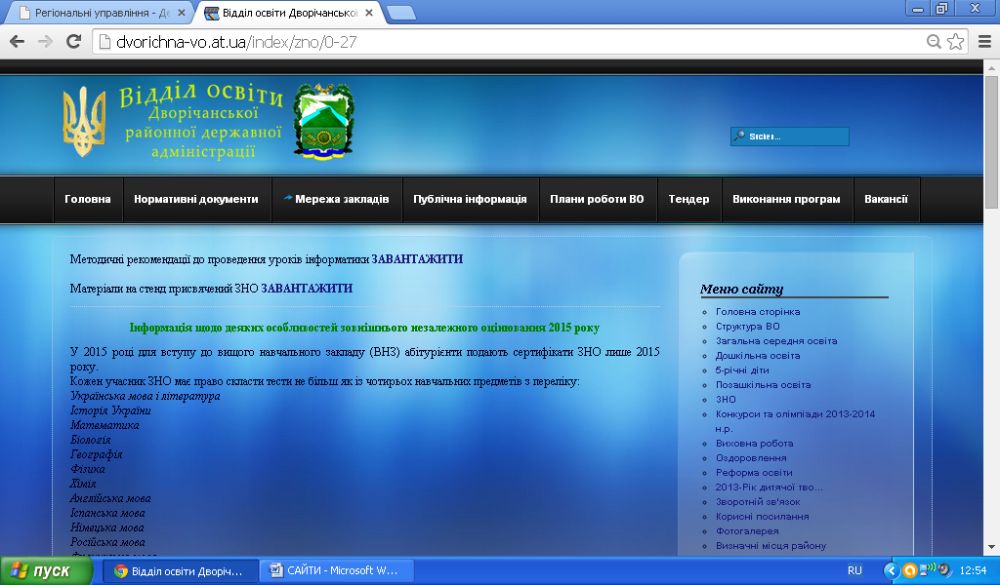 Регіональні управління - Де
Відділ освіти Дворічансько
dvorichna-vo.at.ua/index/zno/0-27
Відділ освіти
Дворічанської
районної державної
адміністрації
Головна
Нормативні документи
Мережа закладів
Публічна інформація
Плани роботи ВО
Тендер
Виконання програм
Вакансії
Методичні рекомендації до проведення уроків інформатики ЗАВАНТАЖИТИ
Матеріали на стенд присвячений ЗНО ЗАВАНТАЖИТИ
Інформація щодо деяких особливостей зовнішнього незалежного оцінювання 2015 року
У 2015 році для вступу до вищого навчального закладу (ВНЗ) абітурієнти подають сертифікати ЗНО лише 2015
року.
Кожен учасник ЗНО має право скласти тести не більш як із чотирьох навчальних предметів з переліку:
Українська мова і література
Історія України
Математика
Біологія
Географія
Фізика
Хімія
Англійська мова
Іспанська мова
Німецька мова
Російська мова
Меню сайту
Головна сторінка
Структура ВО
Загальна середня освіта
Дошкільна освіта
5-річні діти
Позашкільна освіта
ЗНО
Конкурси та олімпіади 2013-2014
н.р.
Виховна робота
Оздоровлення
Реформа освіти
2013-Рік дитячої тво...
Зворотній зв'язок
Корисні посилання
Фотогалерея
Визначні місця району
пуск
Відділ освіти Дворіч...
САЙТИ - Microsoft W...
RU
12:54